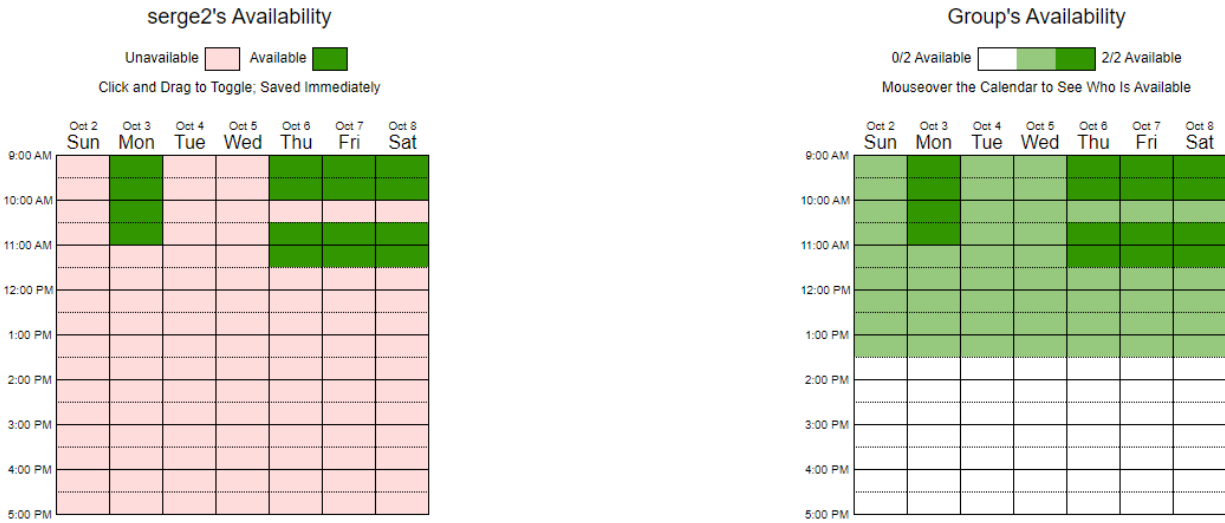 serge2's Availability
Unavailable Available
Click and Drag to Toggle; Saved Immediately
Oct 2 Oct 3 Oct 4 Oct 5 Oct 6 Oct 7 Oct 8
Sun Mon Tue Wed Thu Fri Sat
9:00 AM
10:00 AM
11:00 AM
12:00 PM
1:00 PM
2:00 PM
3:00 PM
4:00 PM
5:00 PM
Group's Availability
0/2 Available 2/2 Available
Mouseover the Calendar to See Who Is Available
Oct 2 Oct 3 Oct 4 Oct 5 Oct 6 Oct 7 Oct 8
Sun Mon Tue Wed Thu Fri Sat
9:00 AM
10:00 AM
11:00 AM
12:00 PM
1:00 PM
2:00 PM
3:00 PM
4:00 PM
5:00 PM